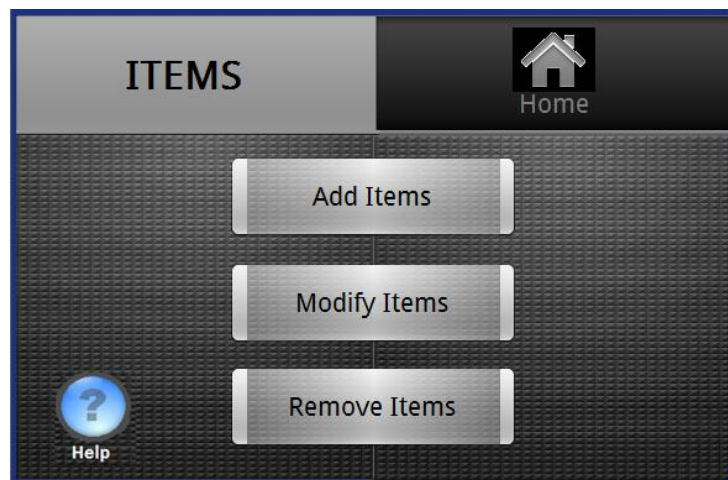 ITEMS
Home
Add Items
Modify Items
Remove Items
?
Help